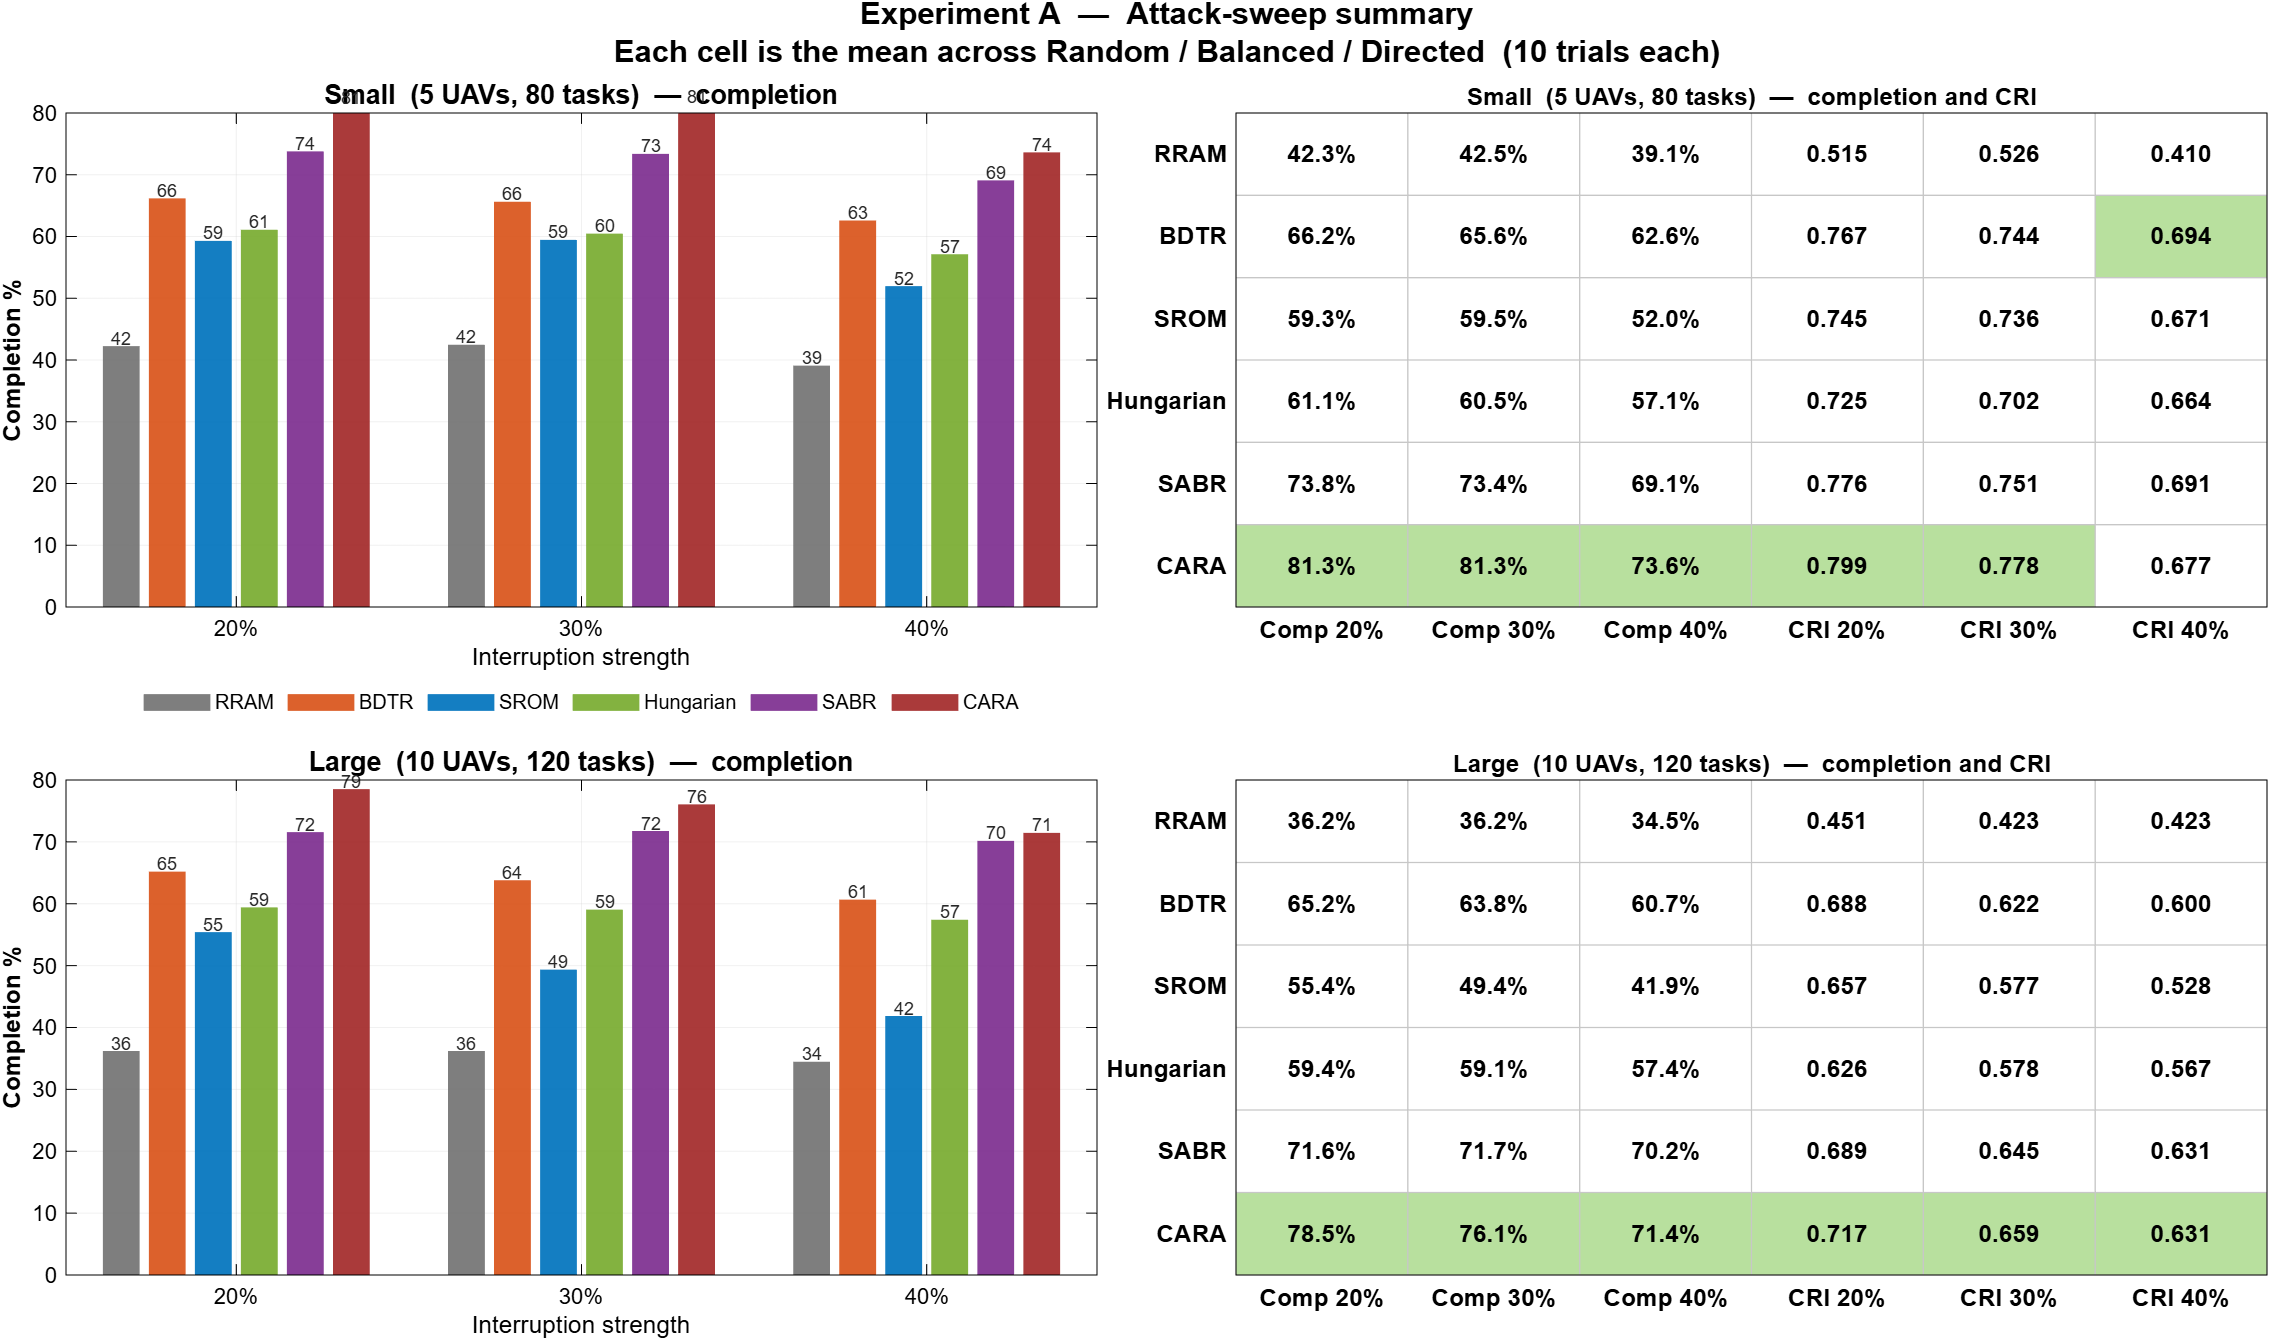 Experiment A — Attack-sweep summary
Each cell is the mean across Random / Balanced / Directed (10 trials each)
Small (5 UAVs, 80 tasks) — completion
80
70
60
50
40
30
20
10
0
Completion %
42
66
59
61
74
81
42
66
59
60
73
81
39
63
52
57
69
74
20%
30%
40%
Interruption strength
RRAM BDTR SROM Hungarian SABR CARA
Small (5 UAVs, 80 tasks) — completion and CRI
RRAM 42.3% 42.5% 39.1% 0.515 0.526 0.410
BDTR 66.2% 65.6% 62.6% 0.767 0.744 0.694
SROM 59.3% 59.5% 52.0% 0.745 0.736 0.671
Hungarian 61.1% 60.5% 57.1% 0.725 0.702 0.664
SABR 73.8% 73.4% 69.1% 0.776 0.751 0.691
CARA 81.3% 81.3% 73.6% 0.799 0.778 0.677
Comp 20% Comp 30% Comp 40% CRI 20% CRI 30% CRI 40%
Large (10 UAVs, 120 tasks) — completion
80
70
60
50
40
30
20
10
0
Completion %
36
65
55
59
72
79
36
64
49
59
72
76
34
61
42
57
70
71
20%
30%
40%
Interruption strength
Large (10 UAVs, 120 tasks) — completion and CRI
RRAM 36.2% 36.2% 34.5% 0.451 0.423 0.423
BDTR 65.2% 63.8% 60.7% 0.688 0.622 0.600
SROM 55.4% 49.4% 41.9% 0.657 0.577 0.528
Hungarian 59.4% 59.1% 57.4% 0.626 0.578 0.567
SABR 71.6% 71.7% 70.2% 0.689 0.645 0.631
CARA 78.5% 76.1% 71.4% 0.717 0.659 0.631
Comp 20% Comp 30% Comp 40% CRI 20% CRI 30% CRI 40%